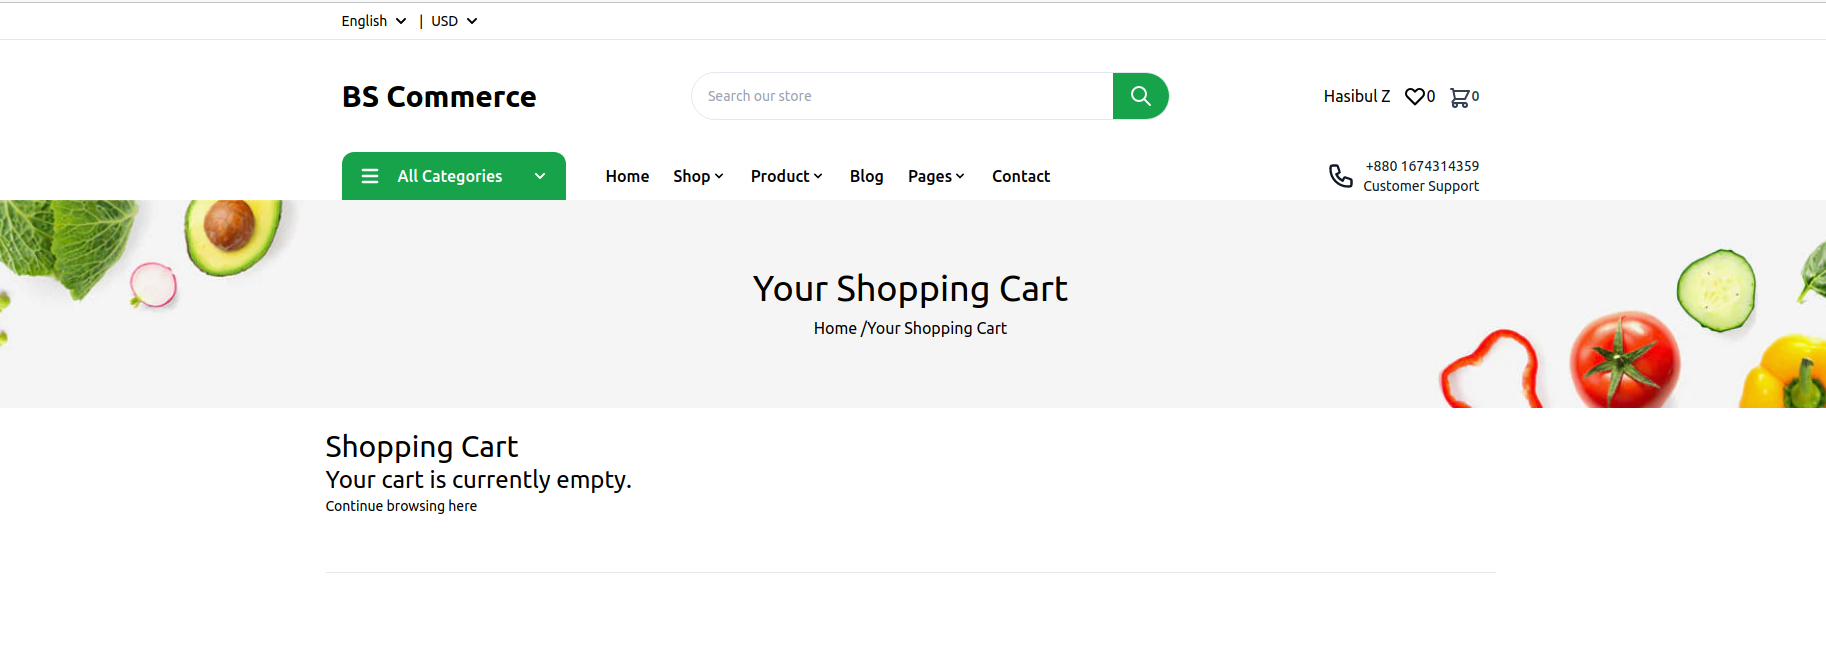 English | USD
BS Commerce
Search our store
Hasibul Z 0 0
All Categories
Home Shop Product Blog Pages Contact
+880 1674314359
Customer Support
Your Shopping Cart
Home /Your Shopping Cart
Shopping Cart
Your cart is currently empty.
Continue browsing here